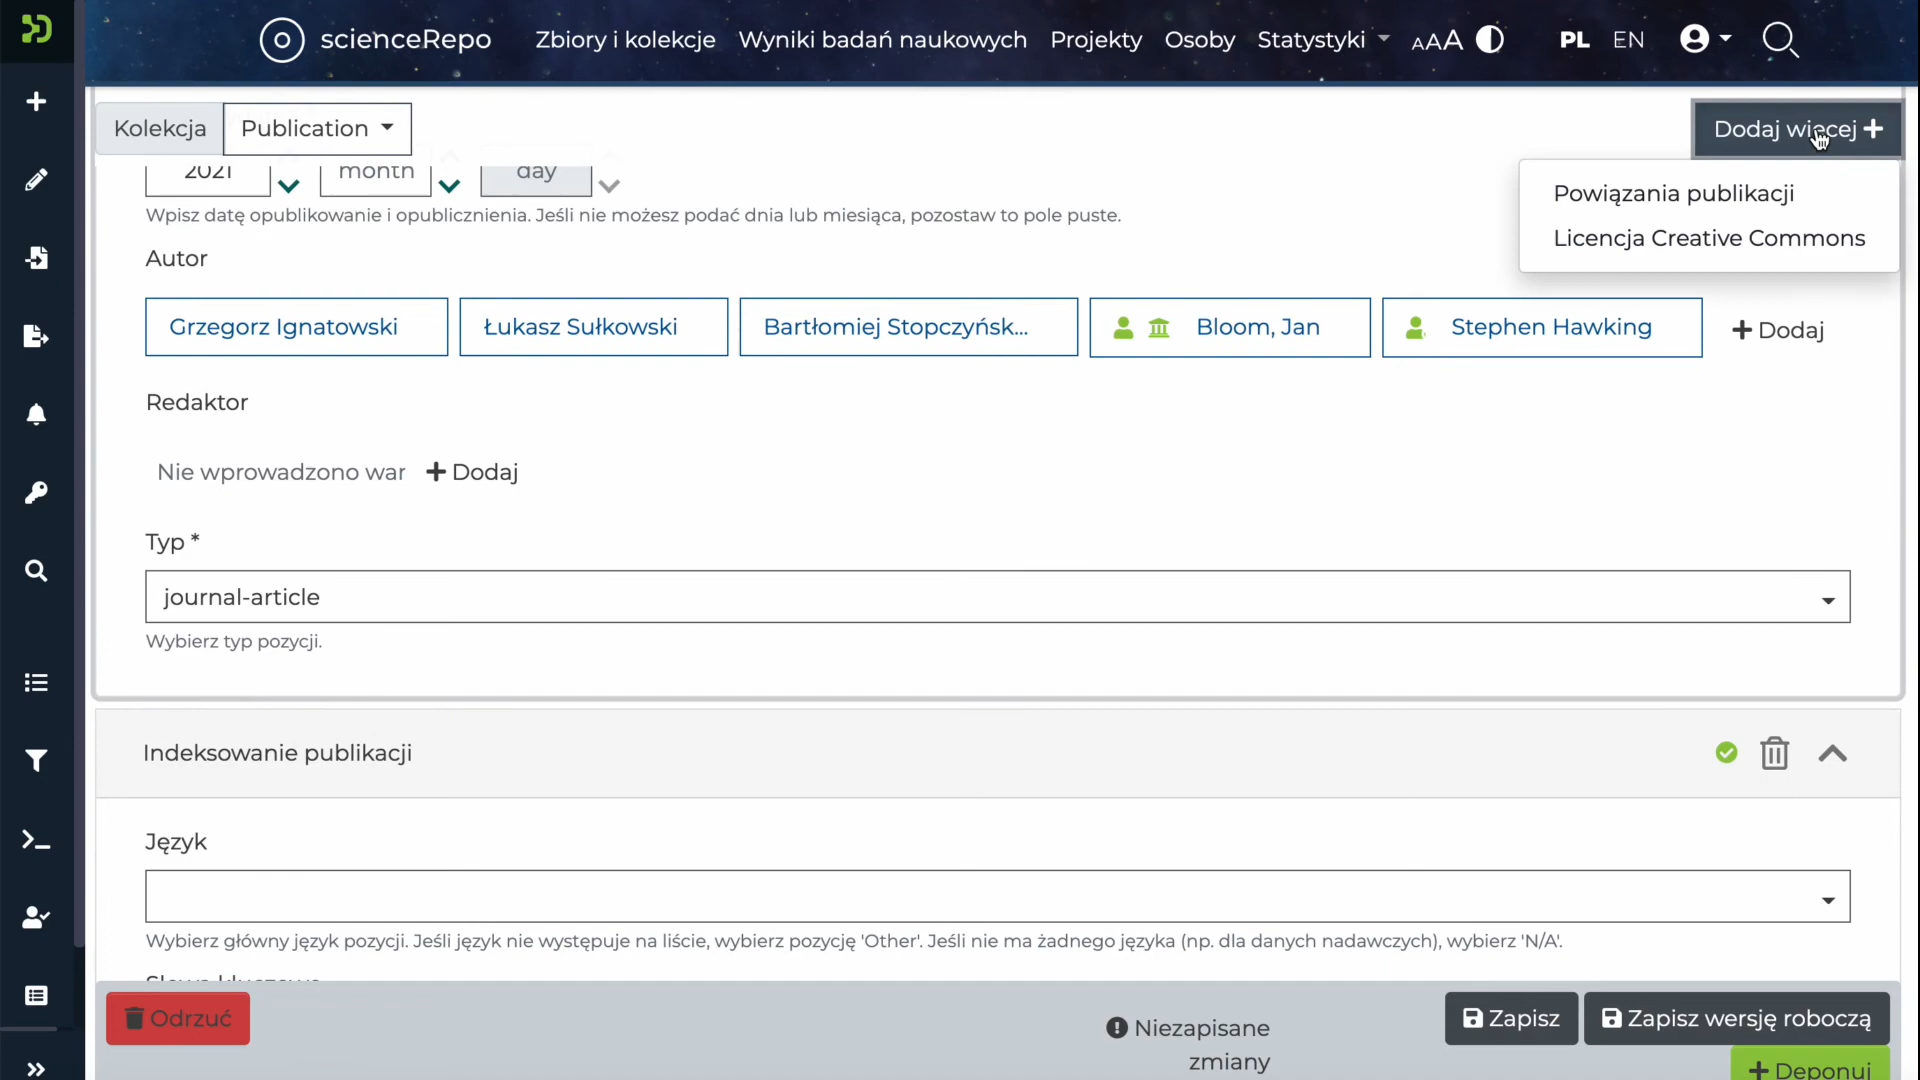 scienceRepo Zbiory i kolekcje Wyniki badań naukowych Projekty Osoby Statystyki AAA PL EN
Kolekcja Publication Dodaj więcej
2021 month day
Powiązania publikacji
Wpisz datę opublikowanie i opublicznienia. Jeśli nie możesz podać dnia lub miesiąca, pozostaw to pole puste.
Licencja Creative Commons
Autor
Grzegorz Ignatowski Łukasz Sułkowski Bartłomiej Stopczyńsk... Bloom, Jan Stephen Hawking Dodaj
Redaktor
Nie wprowadzono war Dodaj
Typ *
journal-article
Wybierz typ pozycji.
Indeksowanie publikacji
Język
Wybierz główny język pozycji. Jeśli język nie występuje na liście, wybierz pozycję 'Other'. Jeśli nie ma żadnego języka (np. dla danych nadawczych), wybierz 'N/A'.
Odrzuć Niezapisane zmiany Zapisz Zapisz wersję roboczą
Deponuj